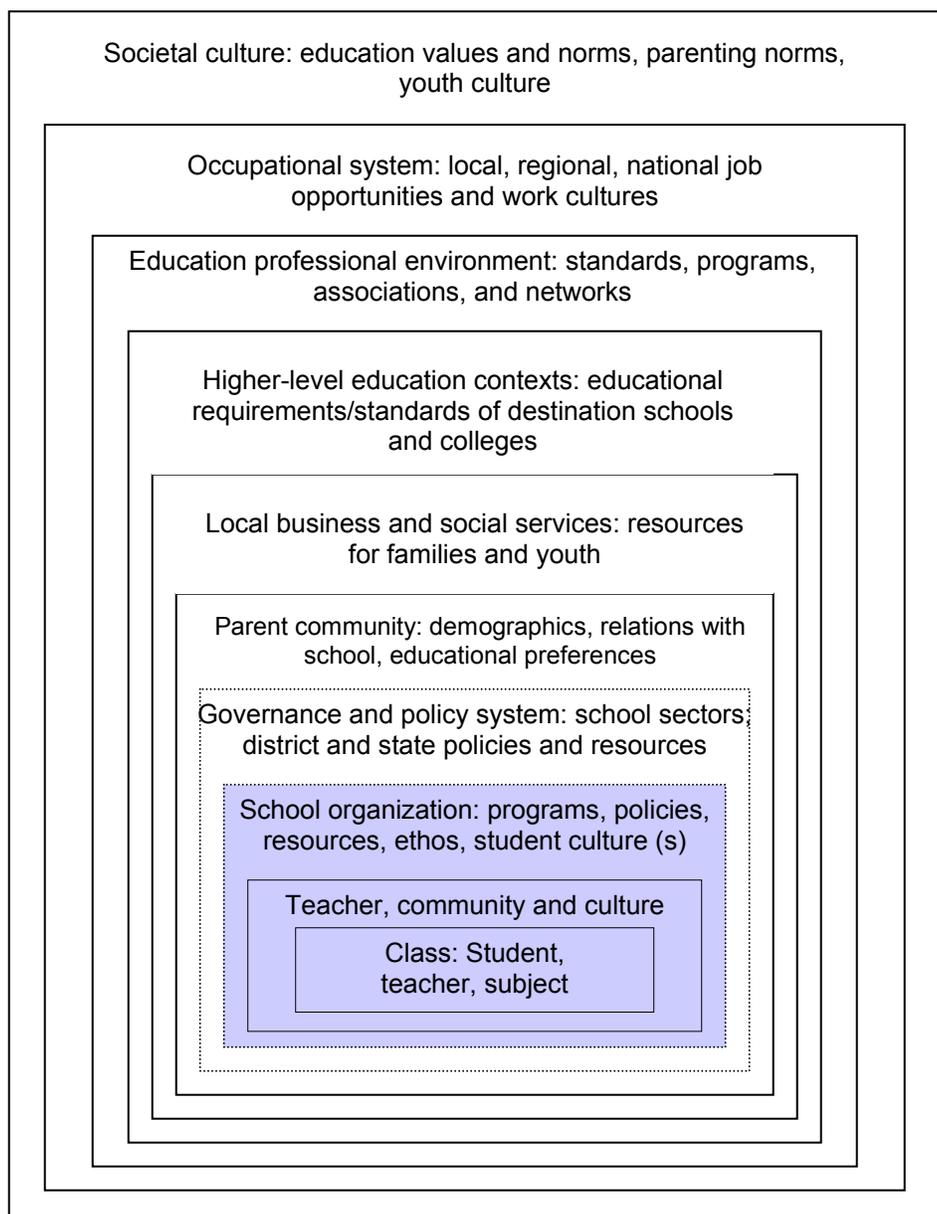 Societal culture: education values and norms, parenting norms,
youth culture
Occupational system: local, regional, national job
opportunities and work cultures
Education professional environment: standards, programs,
associations, and networks
Higher-level education contexts: educational
requirements/standards of destination schools
and colleges
Local business and social services: resources
for families and youth
Parent community: demographics, relations with
school, educational preferences
Governance and policy system: school sectors;
district and state policies and resources
School organization: programs, policies,
resources, ethos, student culture (s)
Teacher, community and culture
Class: Student,
teacher, subject